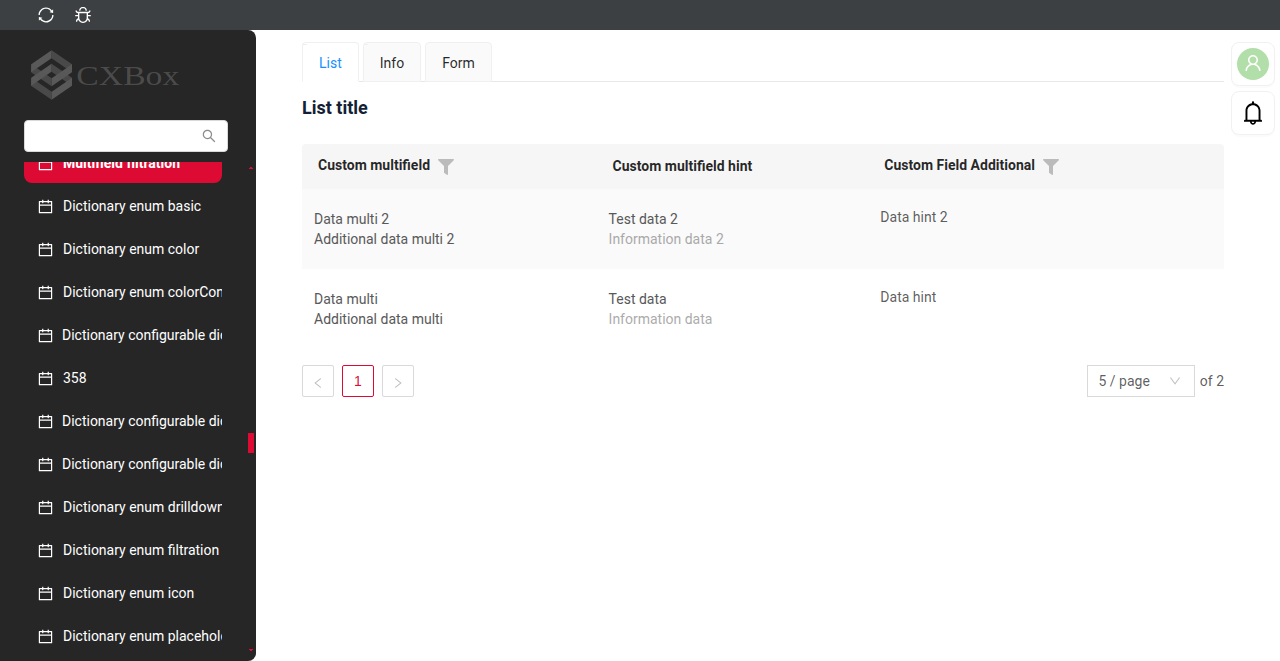 CXBox
Multifield filtration
Dictionary enum basic
Dictionary enum color
Dictionary enum colorCon
Dictionary configurable di
358
Dictionary configurable di
Dictionary configurable di
Dictionary enum drilldown
Dictionary enum filtration
Dictionary enum icon
Dictionary enum placehol
List Info Form
List title
Custom multifield Custom multifield hint Custom Field Additional
Data multi 2 Test data 2 Data hint 2
Additional data multi 2 Information data 2
Data multi Test data Data hint
Additional data multi Information data
< 1 > 5 / page of 2